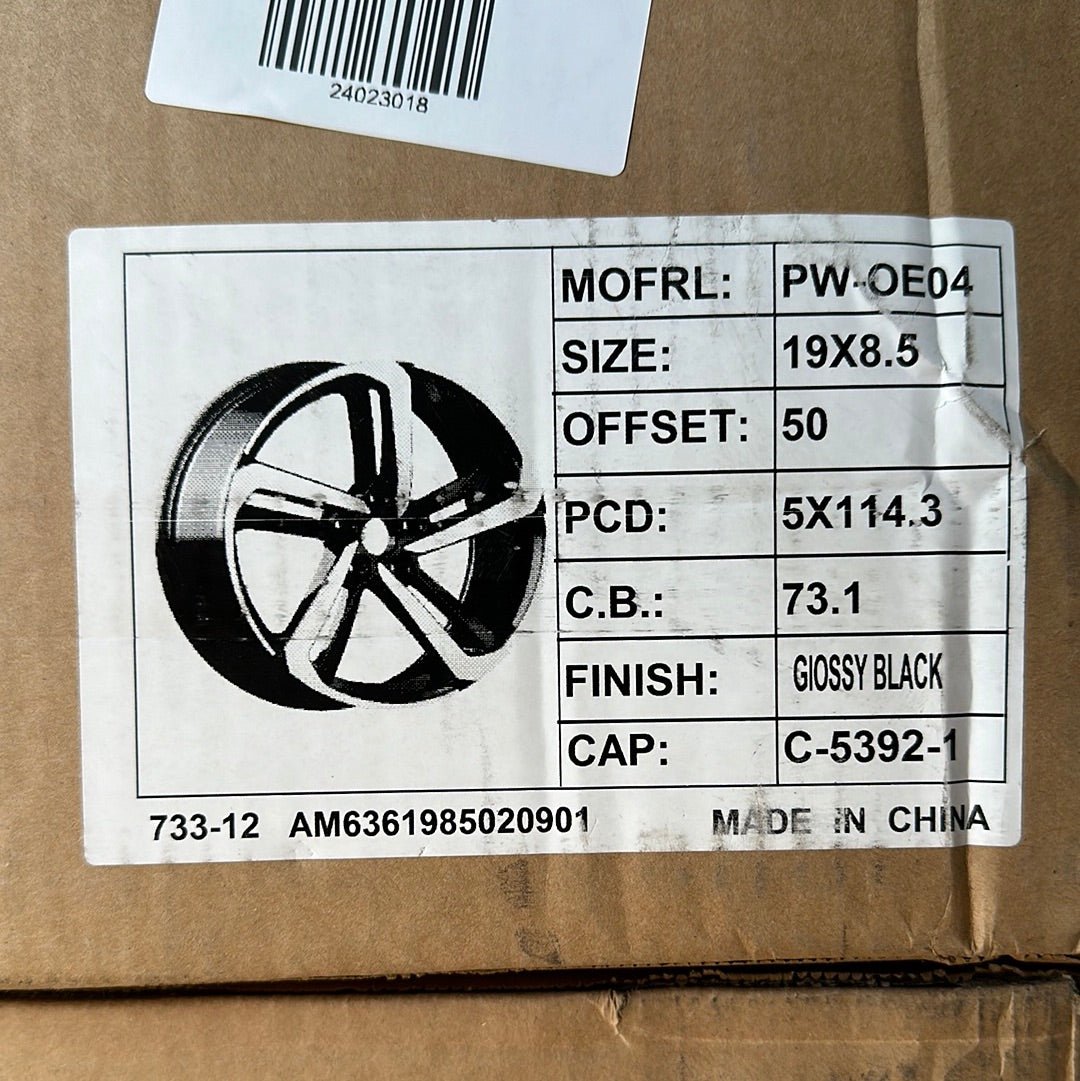 24023018
MOFRL: PW-OE04
SIZE: 19X8.5
OFFSET: 50
PCD: 5X114.3
C.B.: 73.1
FINISH: GIOSSY BLACK
CAP: C-5392-1
733-12 AM6361985020901 MADE IN CHINA